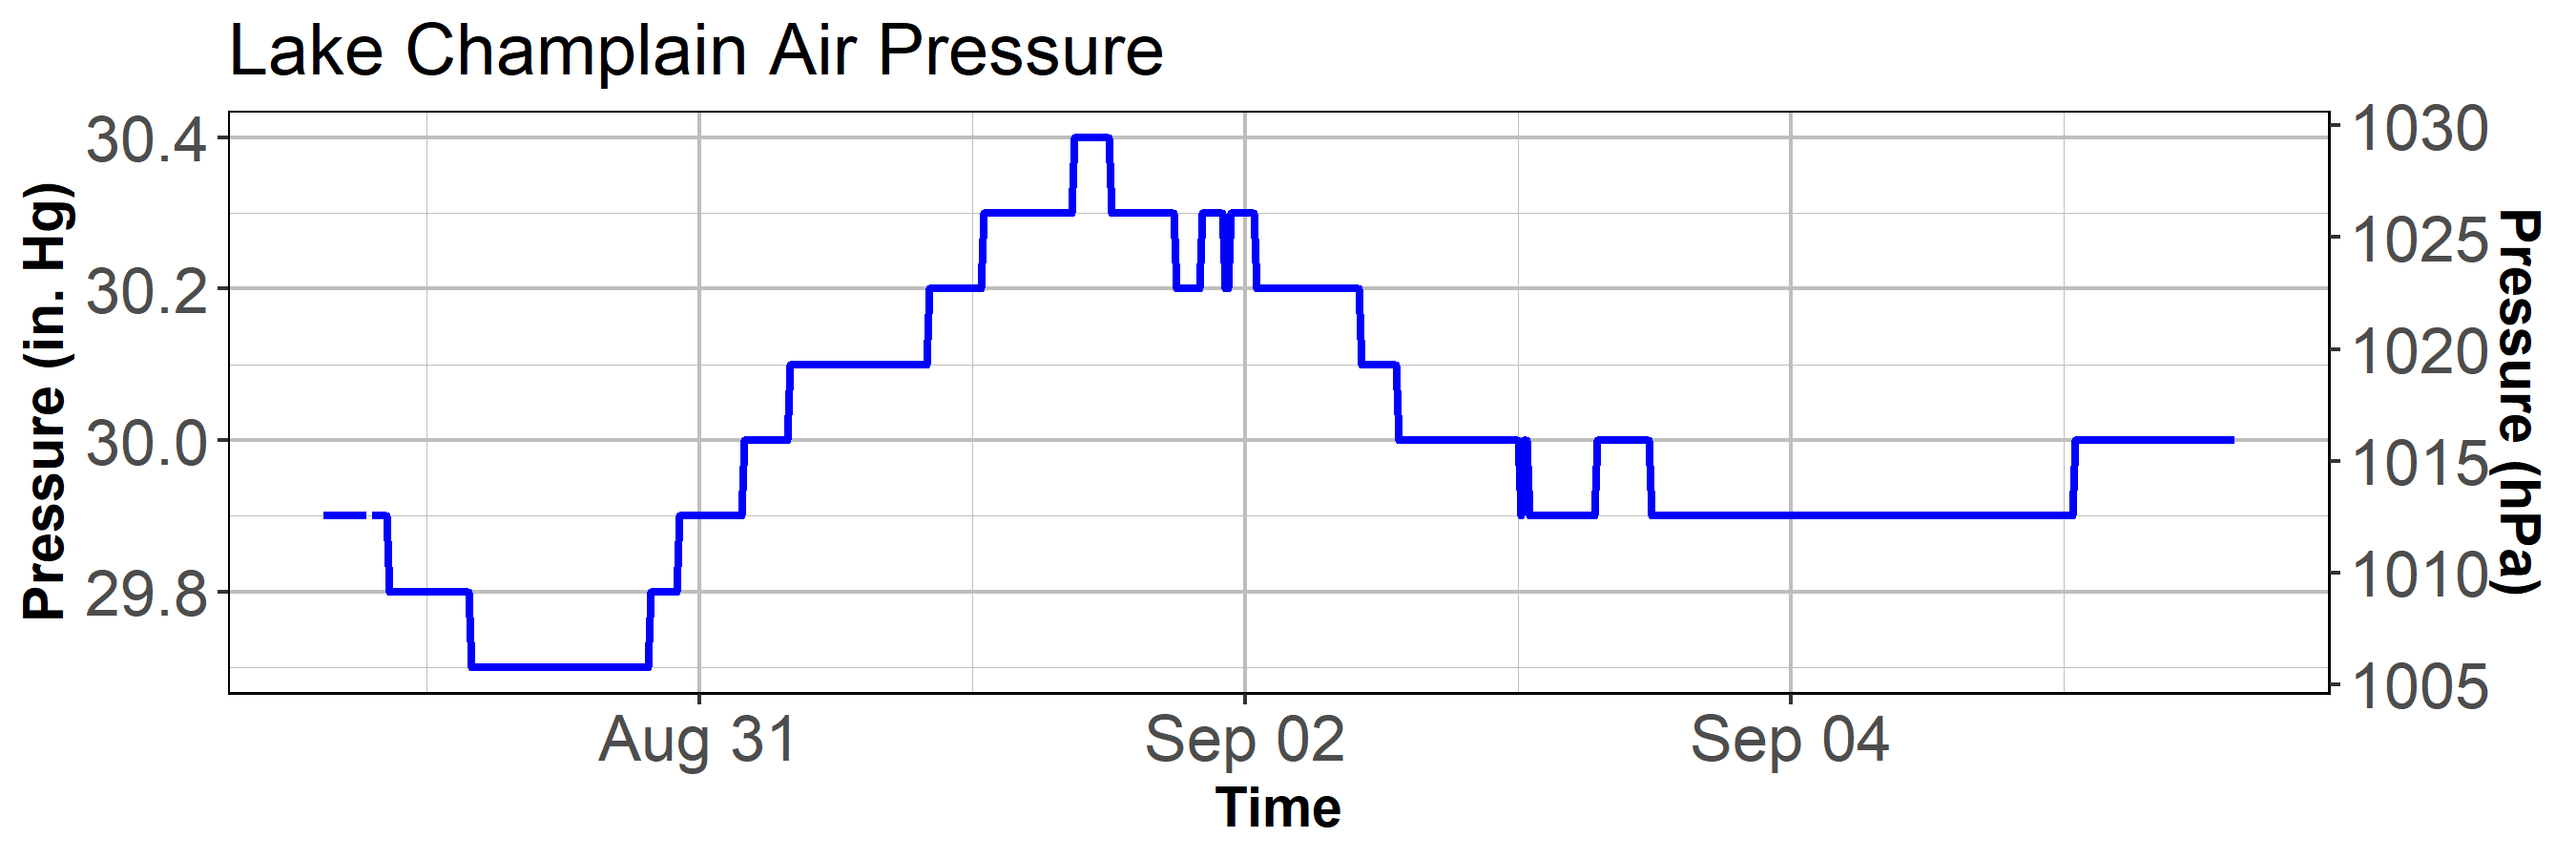 Lake Champlain Air Pressure
Pressure (in. Hg)
30.4
30.2
30.0
29.8
1030
1025
1020
1015
1010
1005
Pressure (hPa)
Aug 31 Sep 02 Sep 04
Time